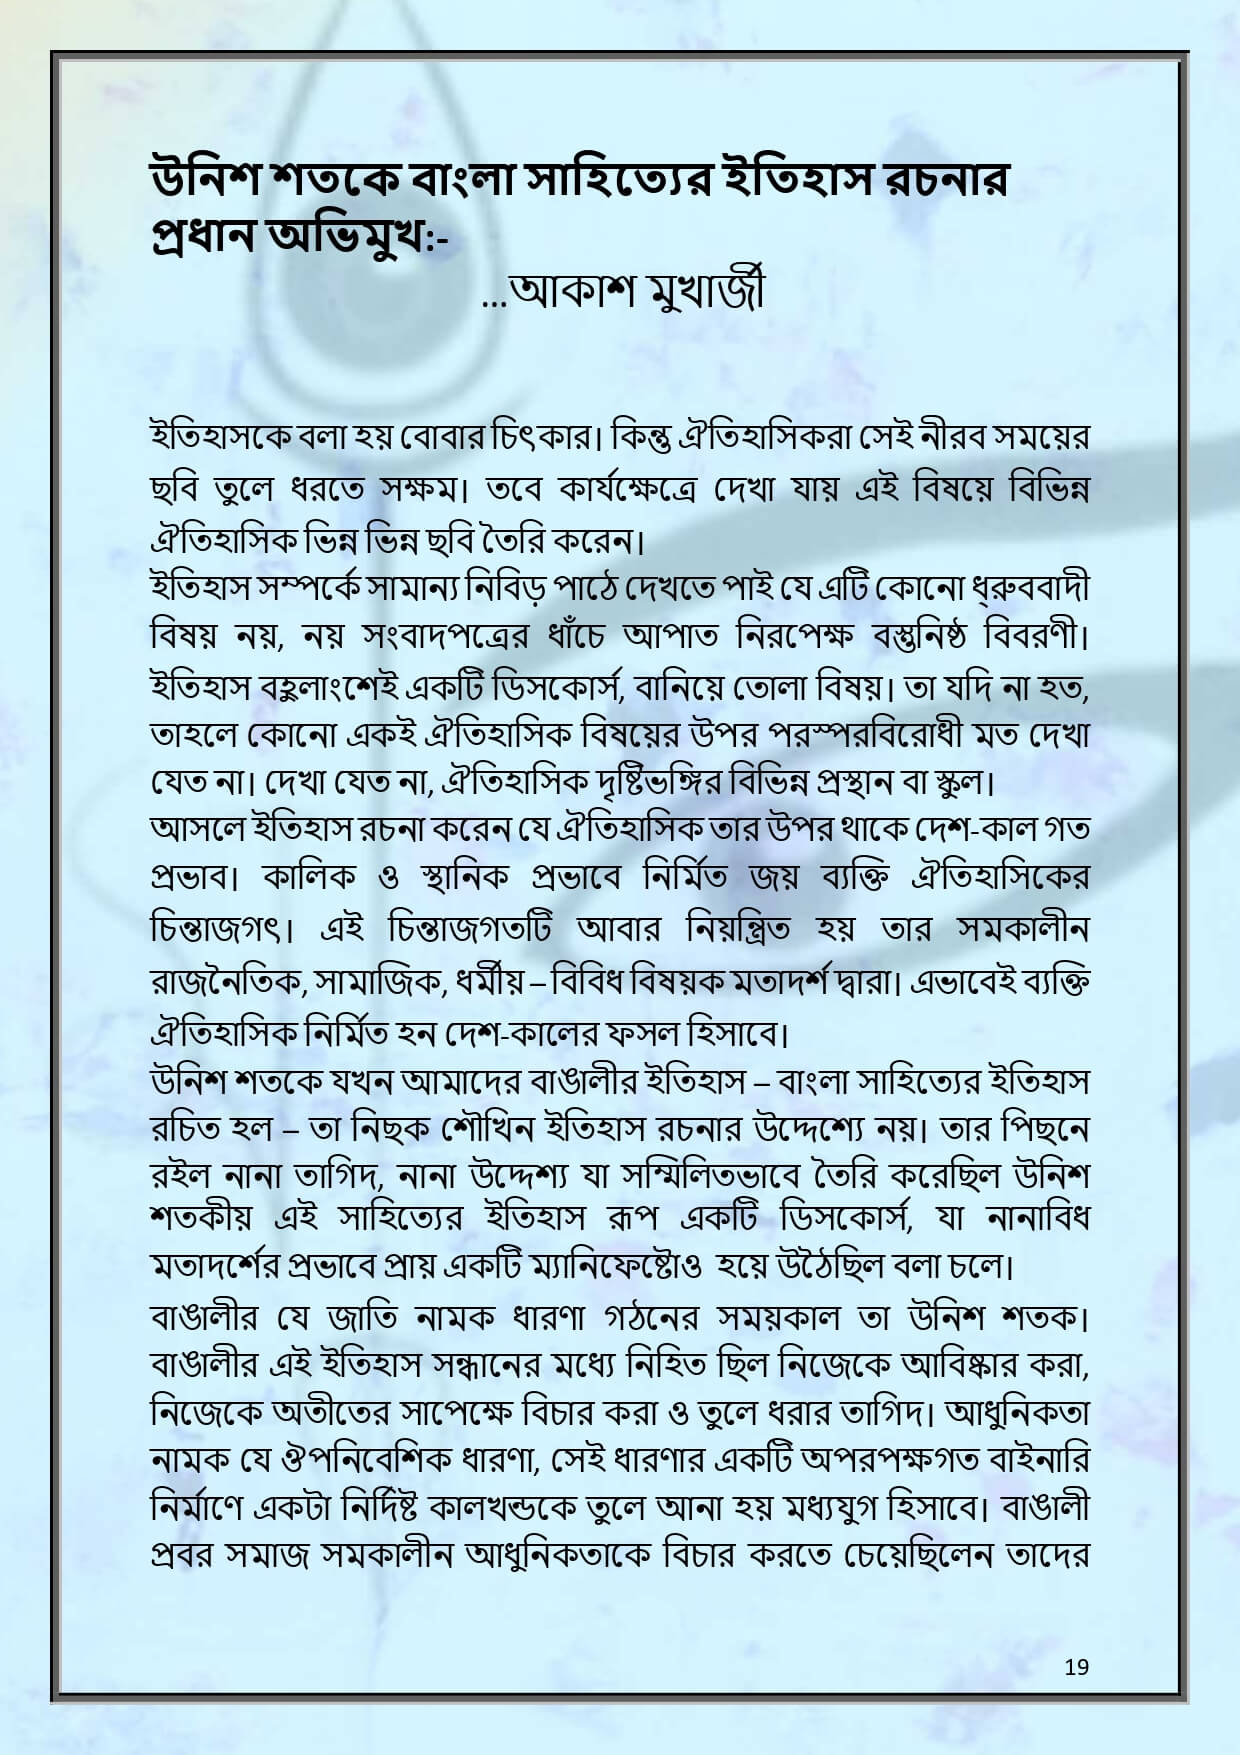 উনিশ শতকে বাংলা সাহিত্যের ইতিহাস রচনার
প্রধান অভিমুখ:-
...আকাশ মুখার্জী
ইতিহাসকে বলা হয় বোবার চিৎকার। কিন্তু ঐতিহাসিকরা সেই নীরব সময়ের
ছবি তুলে ধরতে সক্ষম। তবে কার্যক্ষেত্রে দেখা যায় এই বিষয়ে বিভিন্ন
ঐতিহাসিক ভিন্ন ভিন্ন ছবি তৈরি করেন।
ইতিহাস সম্পর্কে সামান্য নিবিড় পাঠে দেখতে পাই যে এটি কোনো ধ্রুববাদী
বিষয় নয়, নয় সংবাদপত্রের ধাঁচে আপাত নিরপেক্ষ বস্তুনিষ্ঠ বিবরণী।
ইতিহাস বহুলাংশেই একটি ডিসকোর্স, বানিয়ে তোলা বিষয়। তা যদি না হত,
তাহলে কোনো একই ঐতিহাসিক বিষয়ের উপর পরস্পরবিরোধী মত দেখা
যেত না। দেখা যেত না, ঐতিহাসিক দৃষ্টিভঙ্গির বিভিন্ন প্রস্থান বা স্কুল।
আসলে ইতিহাস রচনা করেন যে ঐতিহাসিক তার উপর থাকে দেশ-কাল গত
প্রভাব। কালিক ও স্থানিক প্রভাবে নির্মিত জয় ব্যক্তি ঐতিহাসিকের
চিন্তাজগৎ। এই চিন্তাজগতটি আবার নিয়ন্ত্রিত হয় তার সমকালীন
রাজনৈতিক, সামাজিক, ধর্মীয় – বিবিধ বিষয়ক মতাদর্শ দ্বারা। এভাবেই ব্যক্তি
ঐতিহাসিক নির্মিত হন দেশ-কালের ফসল হিসাবে।
উনিশ শতকে যখন আমাদের বাঙালীর ইতিহাস – বাংলা সাহিত্যের ইতিহাস
রচিত হল – তা নিছক শৌখিন ইতিহাস রচনার উদ্দেশ্যে নয়। তার পিছনে
রইল নানা তাগিদ, নানা উদ্দেশ্য যা সম্মিলিতভাবে তৈরি করেছিল উনিশ
শতকীয় এই সাহিত্যের ইতিহাস রূপ একটি ডিসকোর্স, যা নানাবিধ
মতাদর্শের প্রভাবে প্রায় একটি ম্যানিফেষ্টোও হয়ে উঠৈছিল বলা চলে।
বাঙালীর যে জাতি নামক ধারণা গঠনের সময়কাল তা উনিশ শতক।
বাঙালীর এই ইতিহাস সন্ধানের মধ্যে নিহিত ছিল নিজেকে আবিষ্কার করা,
নিজেকে অতীতের সাপেক্ষে বিচার করা ও তুলে ধরার তাগিদ। আধুনিকতা
নামক যে ঔপনিবেশিক ধারণা, সেই ধারণার একটি অপরপক্ষগত বাইনারি
নির্মাণে একটা নির্দিষ্ট কালখন্ডকে তুলে আনা হয় মধ্যযুগ হিসাবে। বাঙালী
প্রবর সমাজ সমকালীন আধুনিকতাকে বিচার করতে চেয়েছিলেন তাদের
19